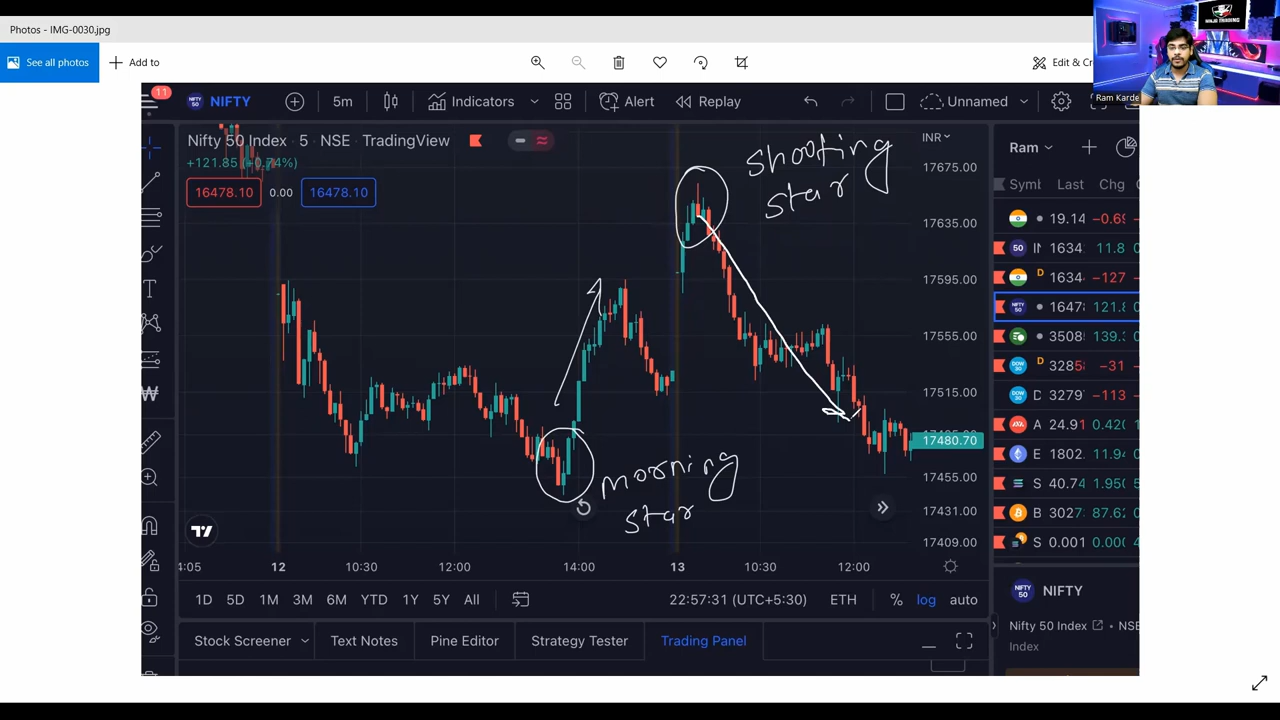 Photos - IMG-0030.jpg
See all photos
Add to
Edit & Cr
NINJA TRADING
Ram Karde
11
NIFTY
5m
Indicators
Alert
Replay
Unnamed
Nifty 50 Index · 5 · NSE TradingView
+121.85 (+0.74%)
16478.10 0.00 16478.10
INR
Ram
17675.00
17635.00
17595.00
17555.00
17515.00
17480.70
17455.00
17431.00
17409.00
shooting
star
morning
star
Symb Last Chg
19.14 −0.69
1634 11.8
D 1634 −127
1647 121.8
3508 139.
D 3285 −31
D 3279 −113
A 24.91 0.42
E 1802. 11.94
S 40.74 1.95
B 3027 87.62
S 0.001 0.00
4:05 12 10:30 12:00 14:00 13 10:30 12:00
1D 5D 1M 3M 6M YTD 1Y 5Y All
22:57:31 (UTC+5:30) ETH % log auto
Stock Screener Text Notes Pine Editor Strategy Tester Trading Panel
NIFTY
Nifty 50 Index • NSE
Index